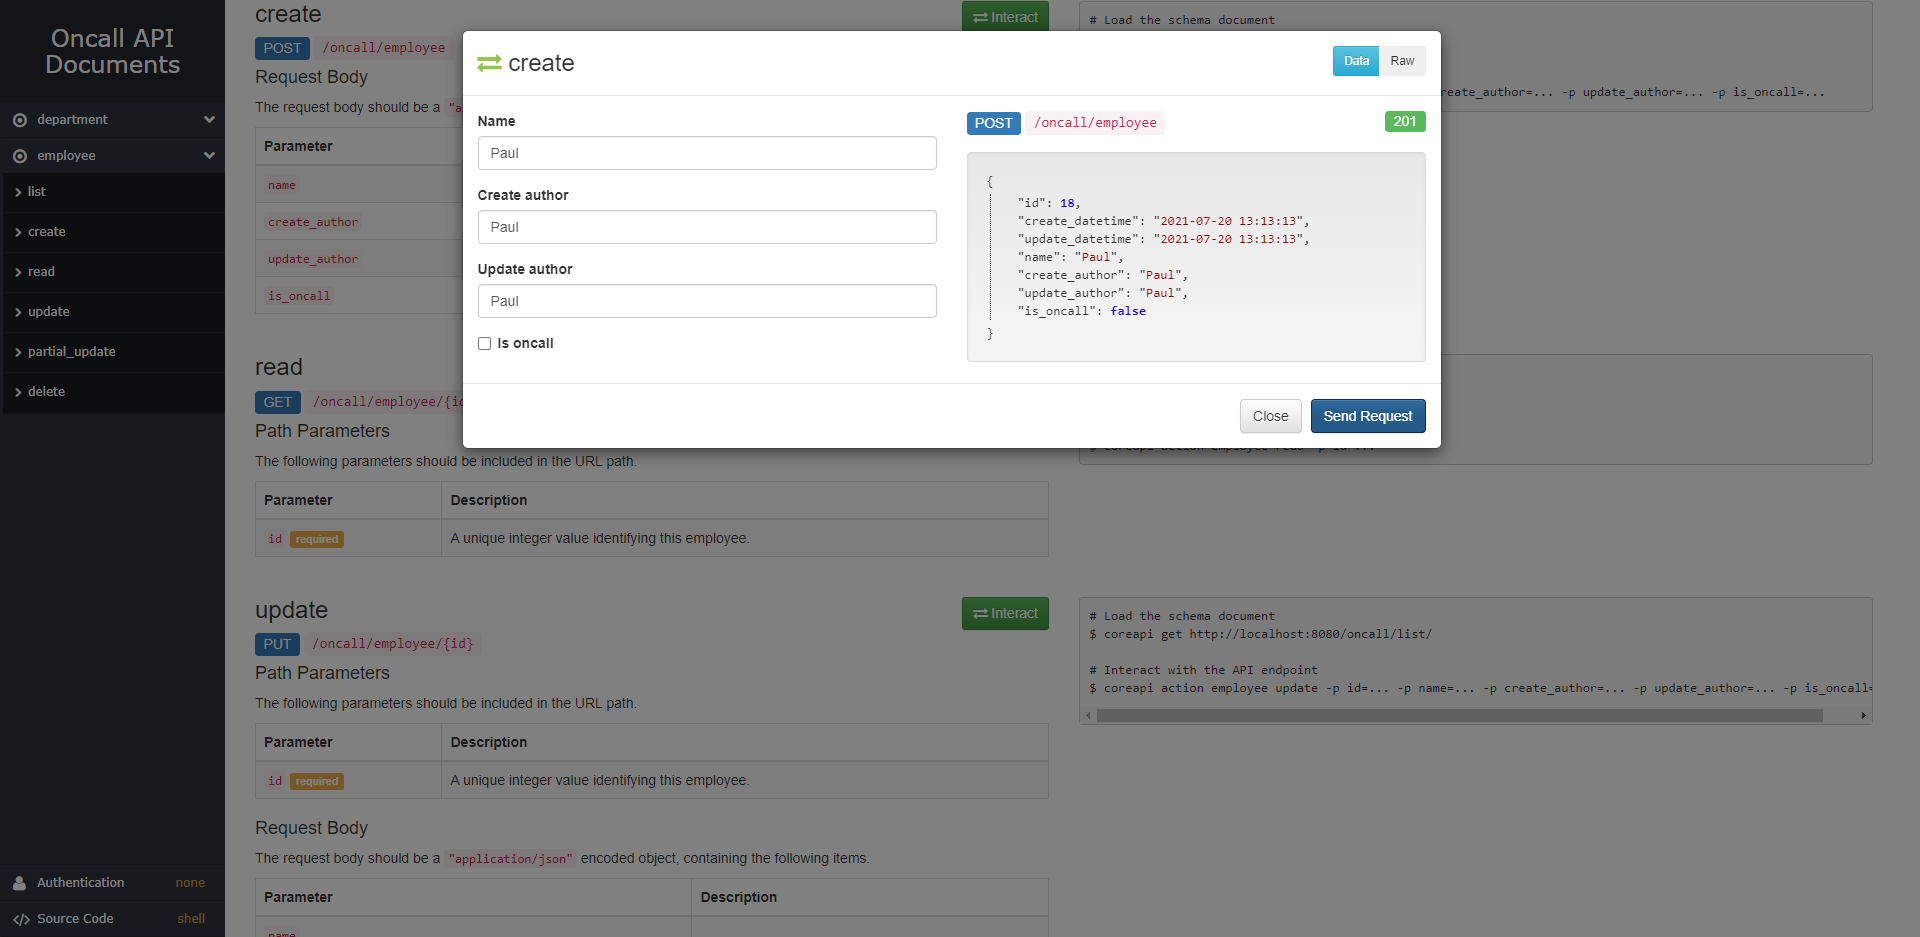 Oncall API
Documents
department
employee
list
create
read
update
partial_update
delete
Authentication none
Source Code shell
create
Interact
POST /oncall/employee
Request Body
The request body should be a "a
Parameter
name
create_author
update_author
is_oncall
# Load the schema document
reate_author=... -p update_author=... -p is_oncall=...
create
Data Raw
Name
Paul
Create author
Paul
Update author
Paul
Is oncall
POST /oncall/employee 201
{
"id": 18,
"create_datetime": "2021-07-20 13:13:13",
"update_datetime": "2021-07-20 13:13:13",
"name": "Paul",
"create_author": "Paul",
"update_author": "Paul",
"is_oncall": false
}
Close Send Request
read
GET /oncall/employee/{id
Path Parameters
The following parameters should be included in the URL path.
Parameter Description
id required A unique integer value identifying this employee.
update
Interact
PUT /oncall/employee/{id}
Path Parameters
The following parameters should be included in the URL path.
Parameter Description
id required A unique integer value identifying this employee.
Request Body
The request body should be a "application/json" encoded object, containing the following items.
Parameter Description
name
# Load the schema document
$ coreapi get http://localhost:8080/oncall/list/
# Interact with the API endpoint
$ coreapi action employee update -p id=... -p name=... -p create_author=... -p update_author=... -p is_oncall=